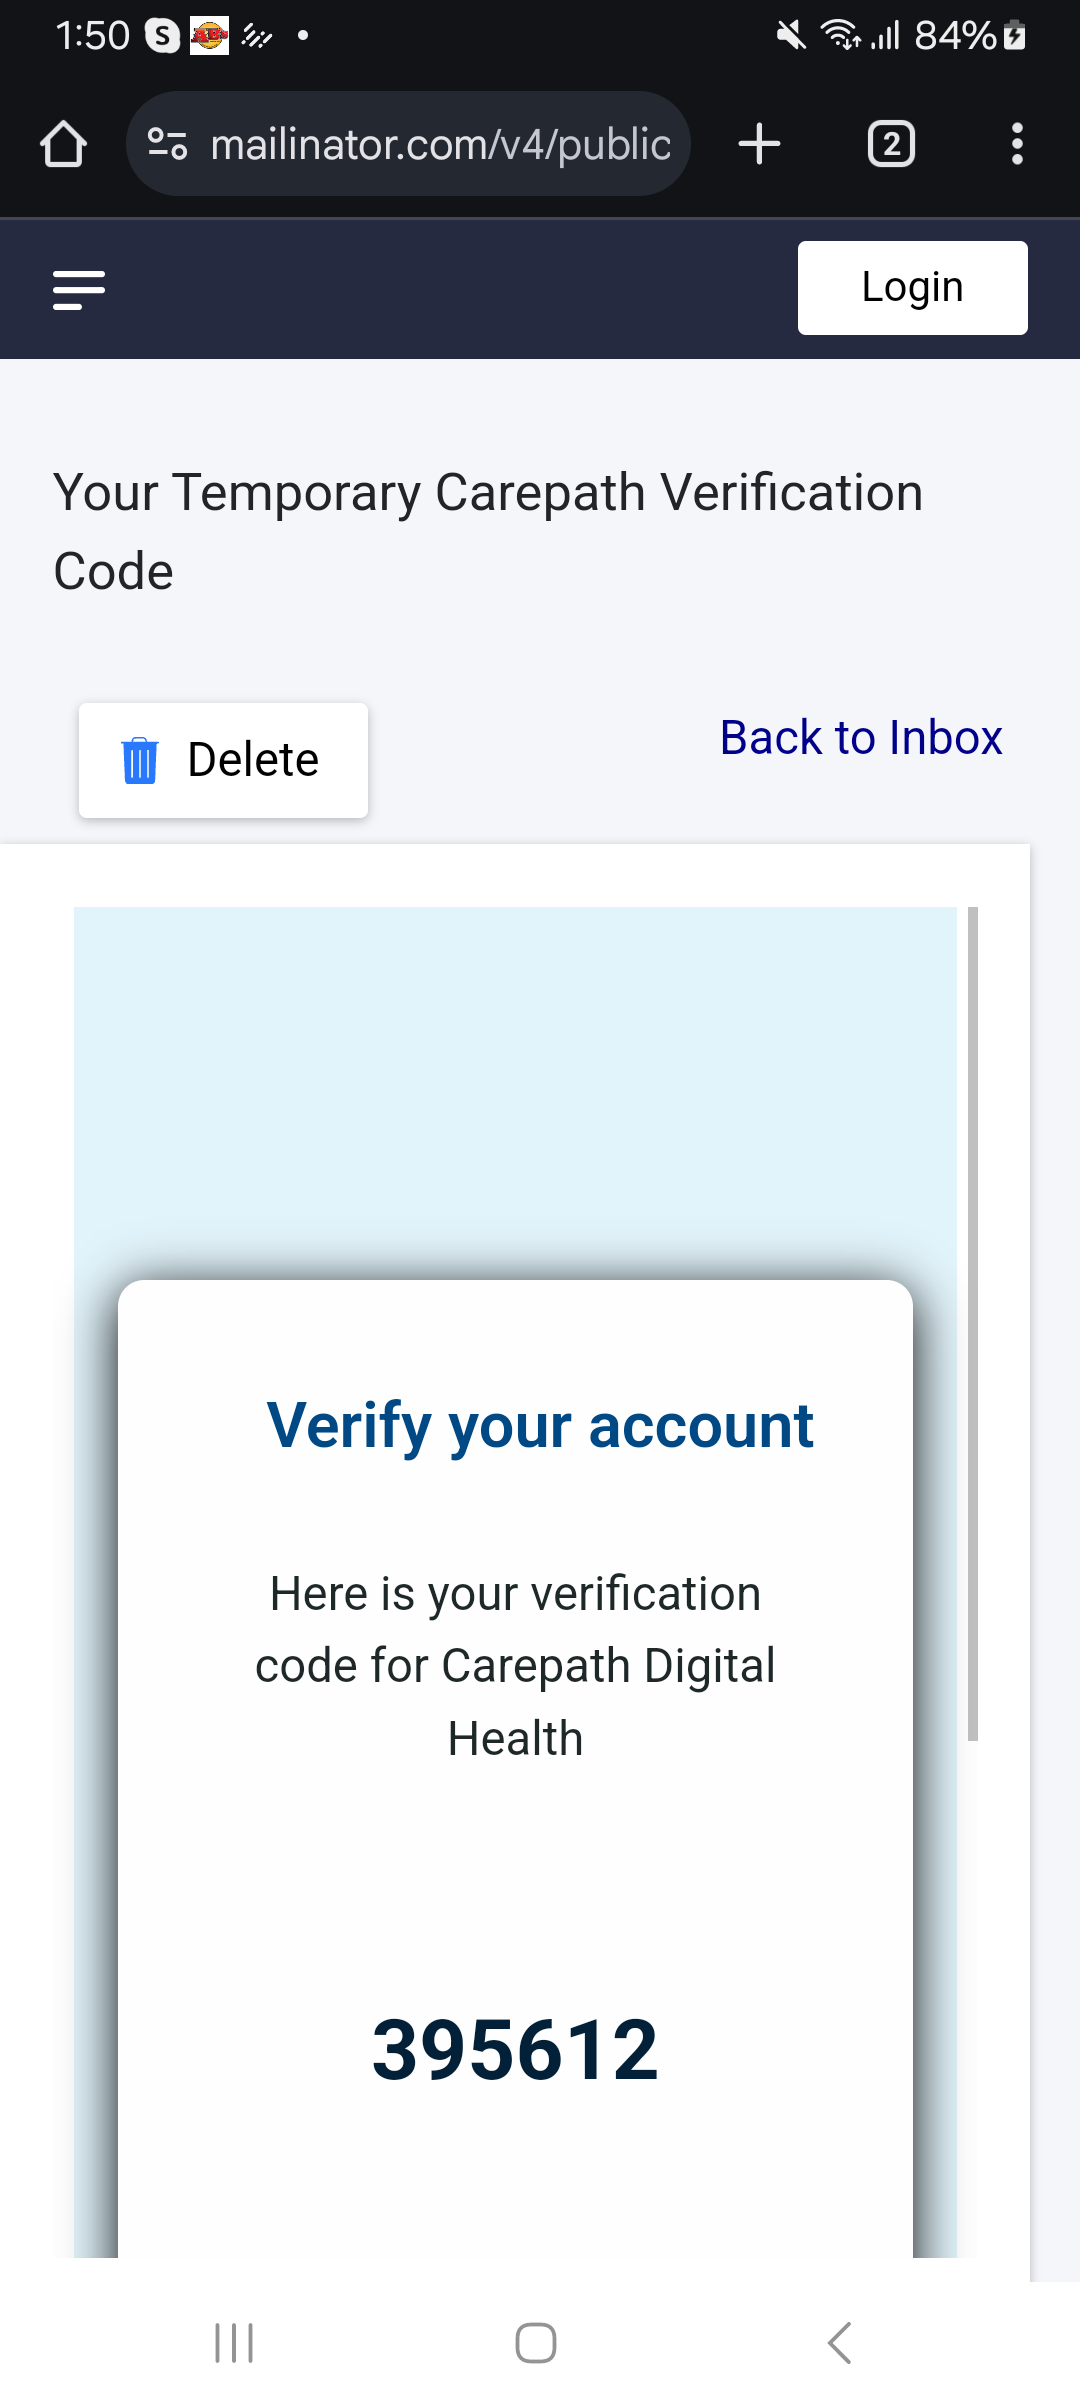 1:50
84%
mailinator.com/v4/public
2
Login
Your Temporary Carepath Verification
Code
Delete
Back to Inbox
Verify your account
Here is your verification
code for Carepath Digital
Health
395612